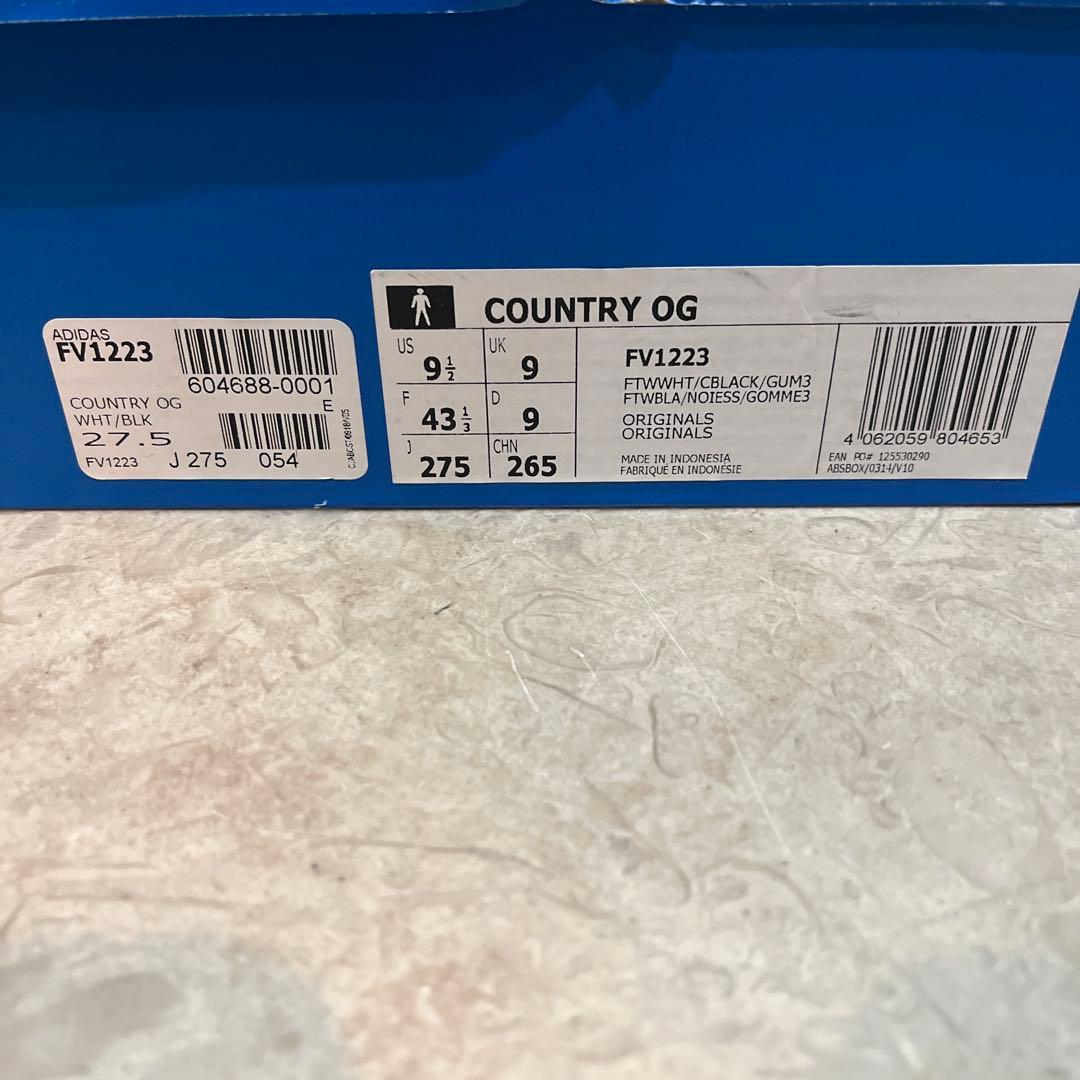 ADIDAS
FV1223
604688-0001
E
COUNTRY OG
WHT/BLK
27.5
FV1223 J 275 054
COUNTRY OG
US 9 1/2 UK 9
F 43 1/3 D 9
J 275 CHN 265
FV1223
FTWWHT/CBLACK/GUM3
FTWBLA/NOIESS/GOMME3
ORIGINALS
ORIGINALS
MADE IN INDONESIA
FABRIQUÉ EN INDONÉSIE
4 062059 804653
EAN PO# 125530290
ABSBOX/0314/V10